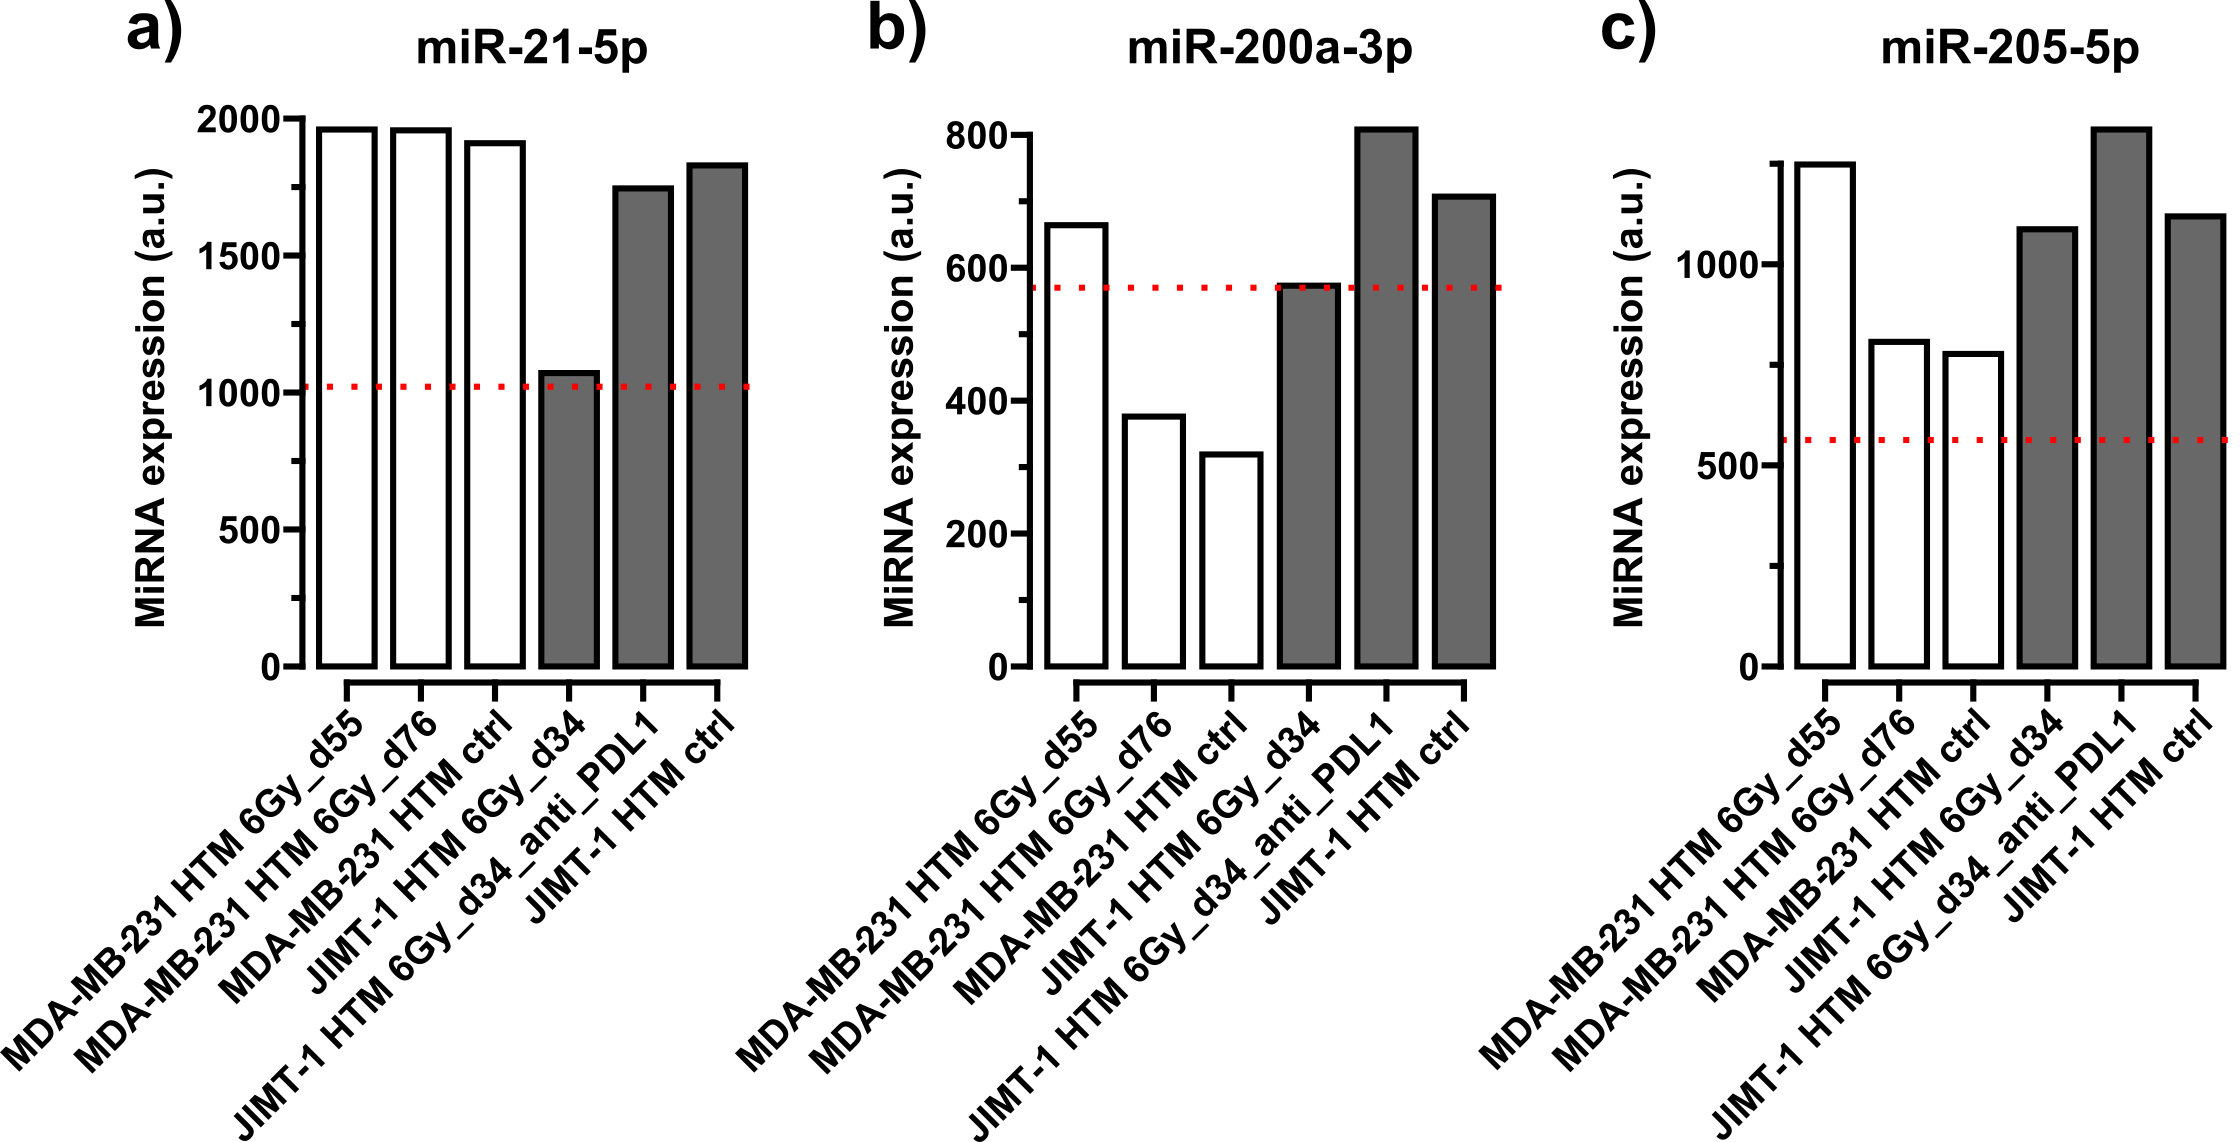 a)
miR-21-5p
MiRNA expression (a.u.)
2000
1500
1000
500
0
MDA-MB-231 HTM 6Gy_d55
MDA-MB-231 HTM 6Gy_d76
MDA-MB-231 HTM ctrl
JIMT-1 HTM 6Gy_d34
JIMT-1 HTM 6Gy_d34_anti_PDL1
JIMT-1 HTM ctrl
b)
miR-200a-3p
MiRNA expression (a.u.)
800
600
400
200
0
MDA-MB-231 HTM 6Gy_d55
MDA-MB-231 HTM 6Gy_d76
MDA-MB-231 HTM ctrl
JIMT-1 HTM 6Gy_d34
JIMT-1 HTM 6Gy_d34_anti_PDL1
JIMT-1 HTM ctrl
c)
miR-205-5p
MiRNA expression (a.u.)
1000
500
0
MDA-MB-231 HTM 6Gy_d55
MDA-MB-231 HTM 6Gy_d76
MDA-MB-231 HTM ctrl
JIMT-1 HTM 6Gy_d34
JIMT-1 HTM 6Gy_d34_anti_PDL1
JIMT-1 HTM ctrl